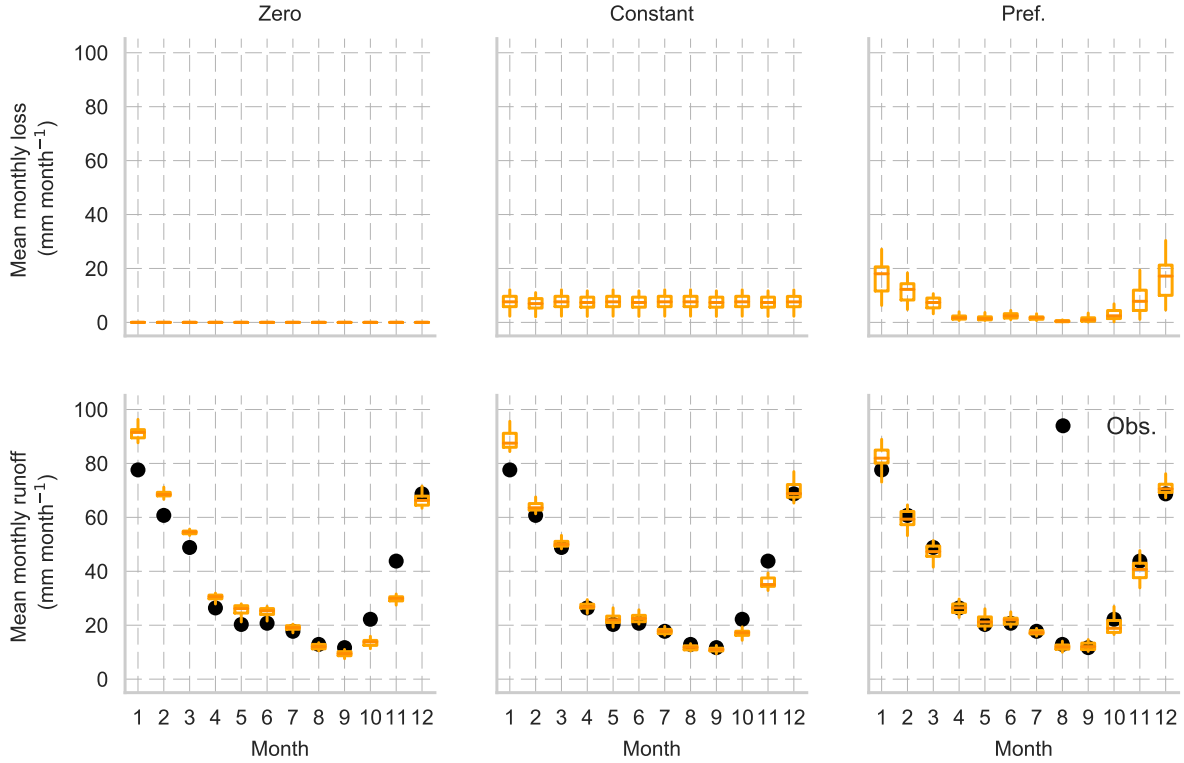 Zero
Constant
Pref.
Mean monthly loss
(mm month⁻¹)
100
80
60
40
20
0
Mean monthly runoff
(mm month⁻¹)
100
80
60
40
20
0
Obs.
1 2 3 4 5 6 7 8 9 10 11 12
1 2 3 4 5 6 7 8 9 10 11 12
1 2 3 4 5 6 7 8 9 10 11 12
Month
Month
Month